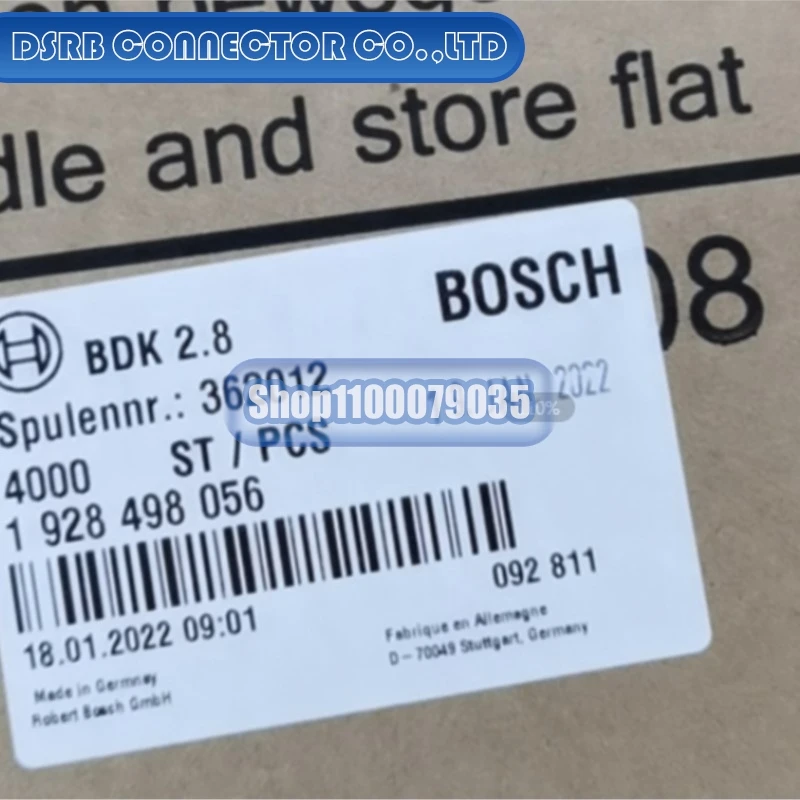 DSRB CONNECTOR CO.,LTD
dle and store flat
08
BOSCH
BDK 2.8
Spulennr.:
2022
Shop1100079035
4000 ST / PCS
1 928 498 056
092 811
18.01.2022 09:01
Fabrique en Allemagne
D-70049 Stuttgart, Germany
Made in Germnay
Robert Bosch GmbH